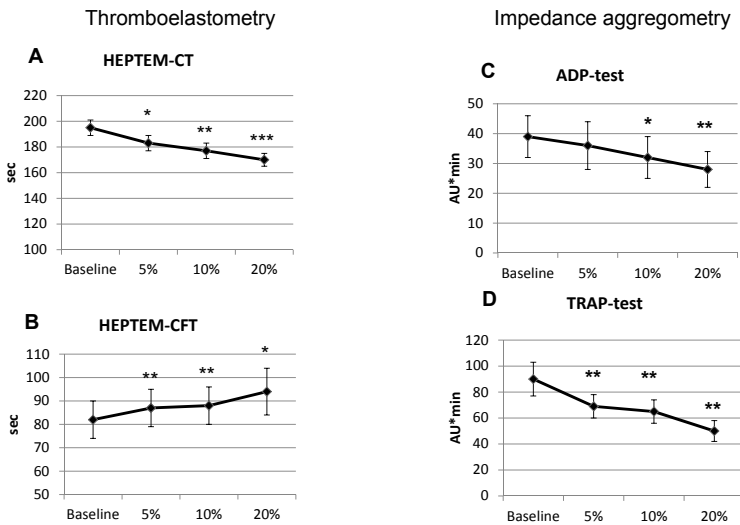 Thromboelastometry
Impedance aggregometry
A
HEPTEM-CT
220
200
180
160
140
120
100
sec
*
**
***
Baseline 5% 10% 20%
B
HEPTEM-CFT
110
100
90
80
70
60
50
sec
**
**
*
Baseline 5% 10% 20%
C
ADP-test
50
40
30
20
10
0
AU*min
*
**
Baseline 5% 10% 20%
D
TRAP-test
120
100
80
60
40
20
0
AU*min
**
**
**
Baseline 5% 10% 20%